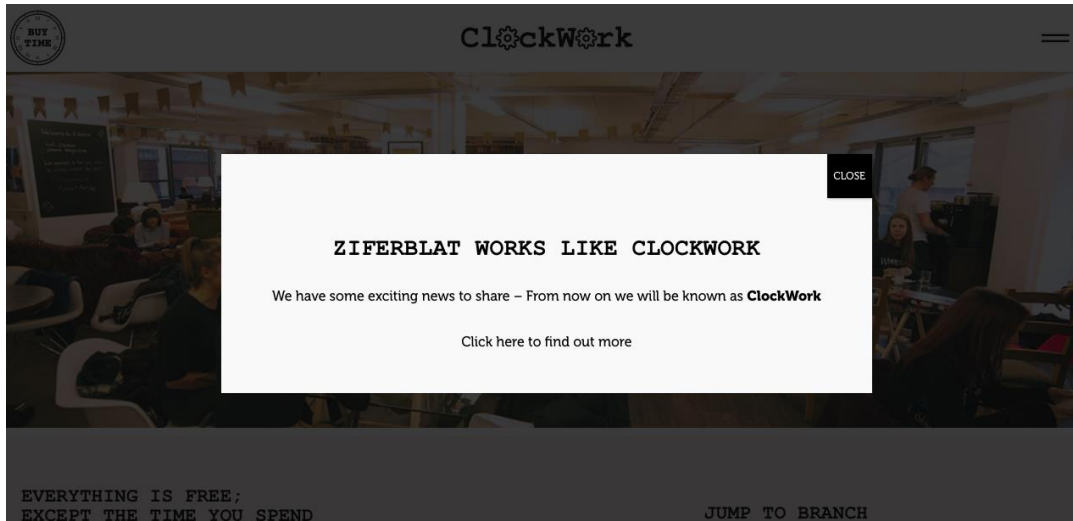 BUY
TIME
ClockWork
CLOSE
ZIFERBLAT WORKS LIKE CLOCKWORK
We have some exciting news to share – From now on we will be known as ClockWork
Click here to find out more
EVERYTHING IS FREE;
EXCEPT THE TIME YOU SPEND
JUMP TO BRANCH